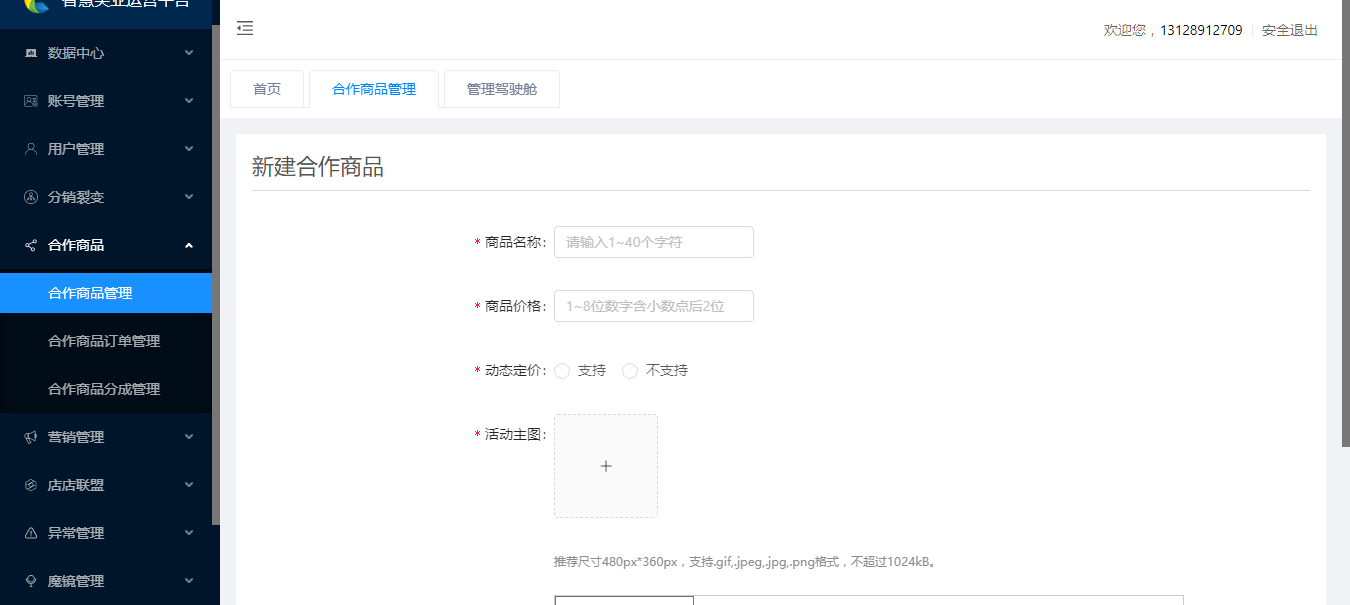 智慧美业运营平台
数据中心
账号管理
用户管理
分销裂变
合作商品
合作商品管理
合作商品订单管理
合作商品分成管理
营销管理
店店联盟
异常管理
魔镜管理
欢迎您，13128912709 安全退出
首页 合作商品管理 管理驾驶舱
新建合作商品
* 商品名称: 请输入1~40个字符
* 商品价格: 1~8位数字含小数点后2位
* 动态定价: 支持 不支持
* 活动主图:
+
推荐尺寸480px*360px，支持.gif,.jpeg,.jpg,.png格式，不超过1024kB。